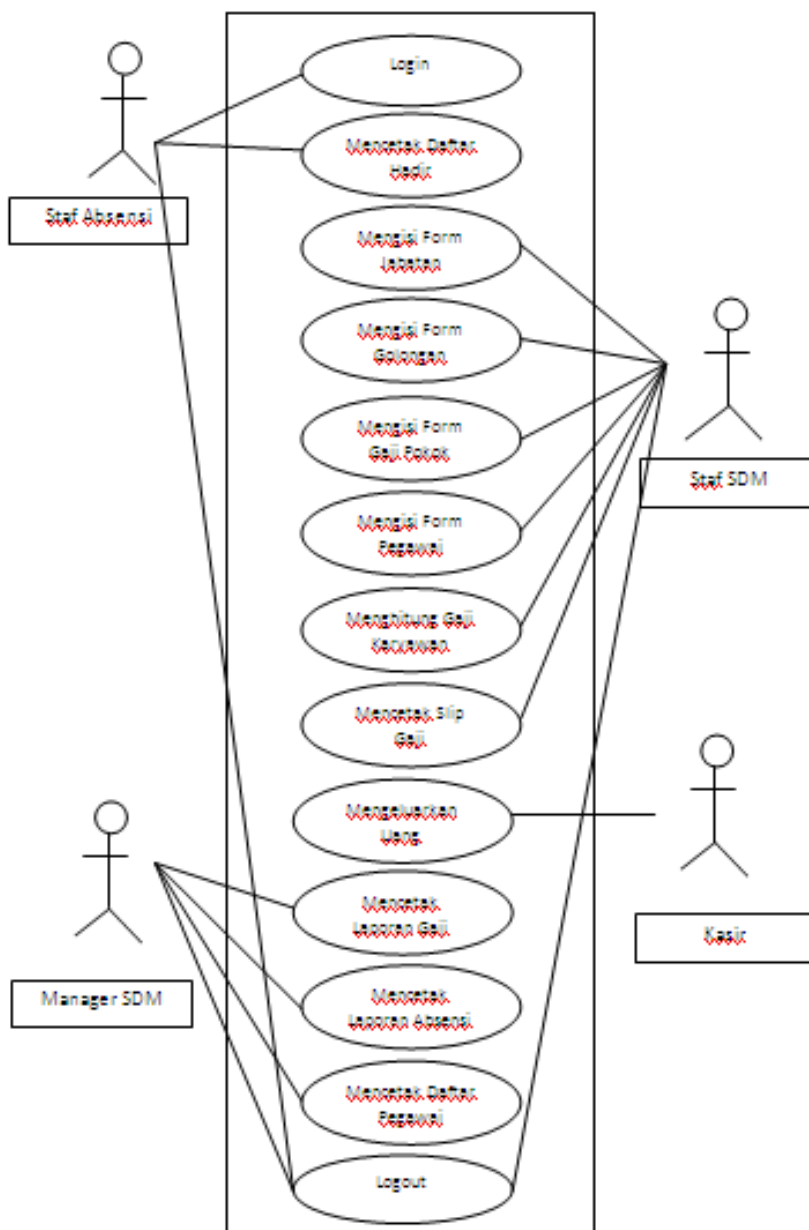 Login
Mencetak Daftar
Hadir
Staf Absensi
Mengisi Form
Jabatan
Mengisi Form
Golongan
Mengisi Form
Gaji Pokok
Staf SDM
Mengisi Form
Pegawai
Menghitung Gaji
Karyawan
Mencetak Slip
Gaji
Mengeluarkan
Uang
Mencetak
Laporan Gaji
Kasir
Manager SDM
Mencetak
Laporan Absensi
Mencetak Daftar
Pegawai
Logout